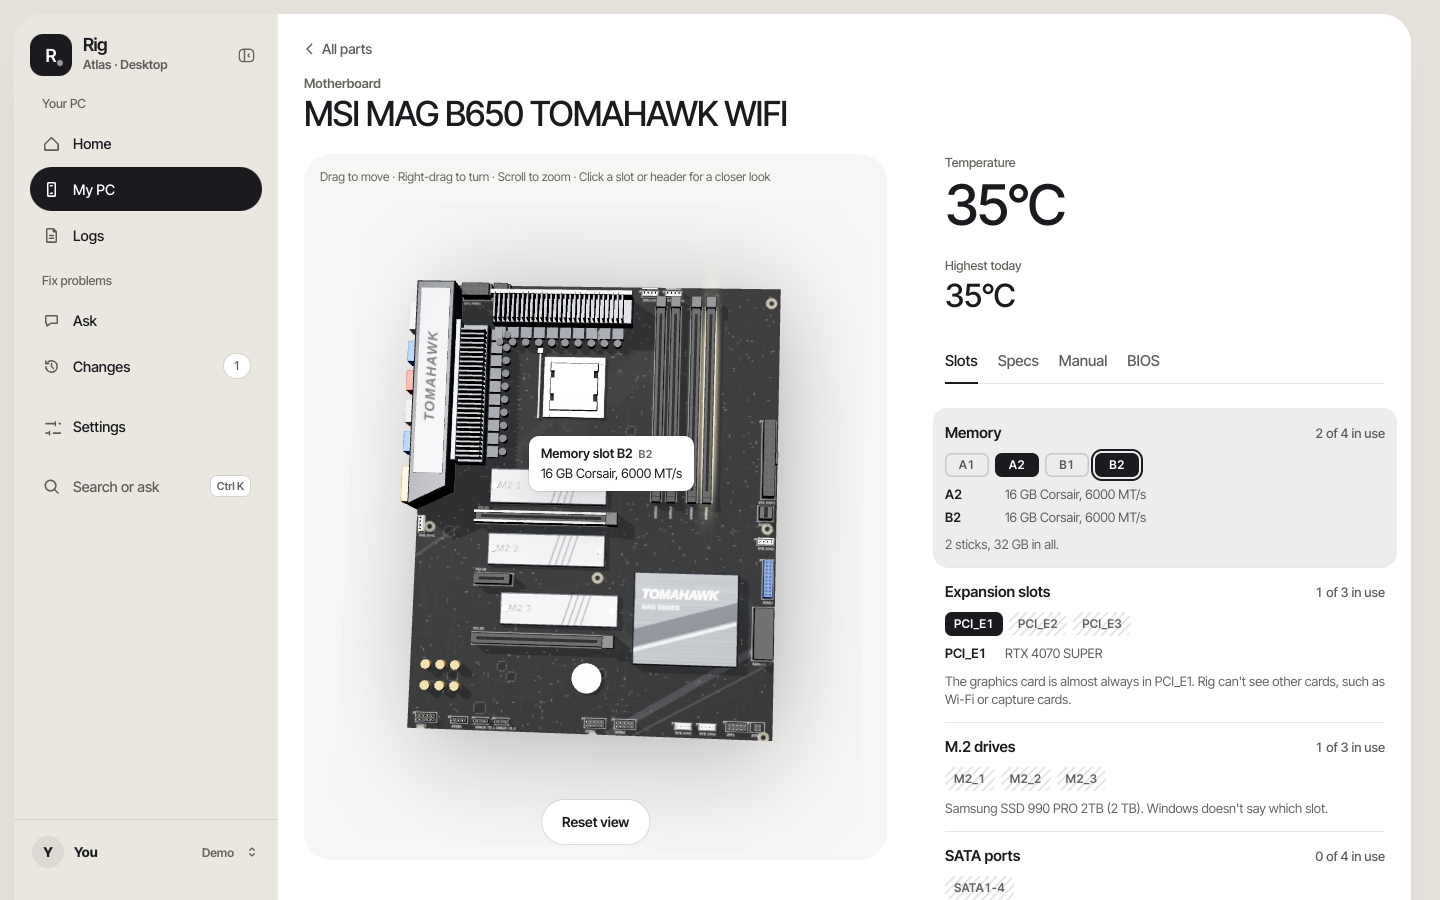 R.
Rig
Atlas · Desktop
Your PC
Home
My PC
Logs
Fix problems
Ask
Changes
1
Settings
Search or ask
Ctrl K
Y
You
Demo
All parts
Motherboard
MSI MAG B650 TOMAHAWK WIFI
Drag to move · Right-drag to turn · Scroll to zoom · Click a slot or header for a closer look
TOMAHAWK
Memory slot B2 B2
16 GB Corsair, 6000 MT/s
M2 1
M2 2
M2 3
TOMAHAWK
MAG SERIES
Reset view
Temperature
35°C
Highest today
35°C
Slots
Specs
Manual
BIOS
Memory
2 of 4 in use
A1
A2
B1
B2
A2 16 GB Corsair, 6000 MT/s
B2 16 GB Corsair, 6000 MT/s
2 sticks, 32 GB in all.
Expansion slots
1 of 3 in use
PCI_E1
PCI_E2
PCI_E3
PCI_E1 RTX 4070 SUPER
The graphics card is almost always in PCI_E1. Rig can't see other cards, such as
Wi-Fi or capture cards.
M.2 drives
1 of 3 in use
M2_1
M2_2
M2_3
Samsung SSD 990 PRO 2TB (2 TB). Windows doesn't say which slot.
SATA ports
0 of 4 in use
SATA1-4